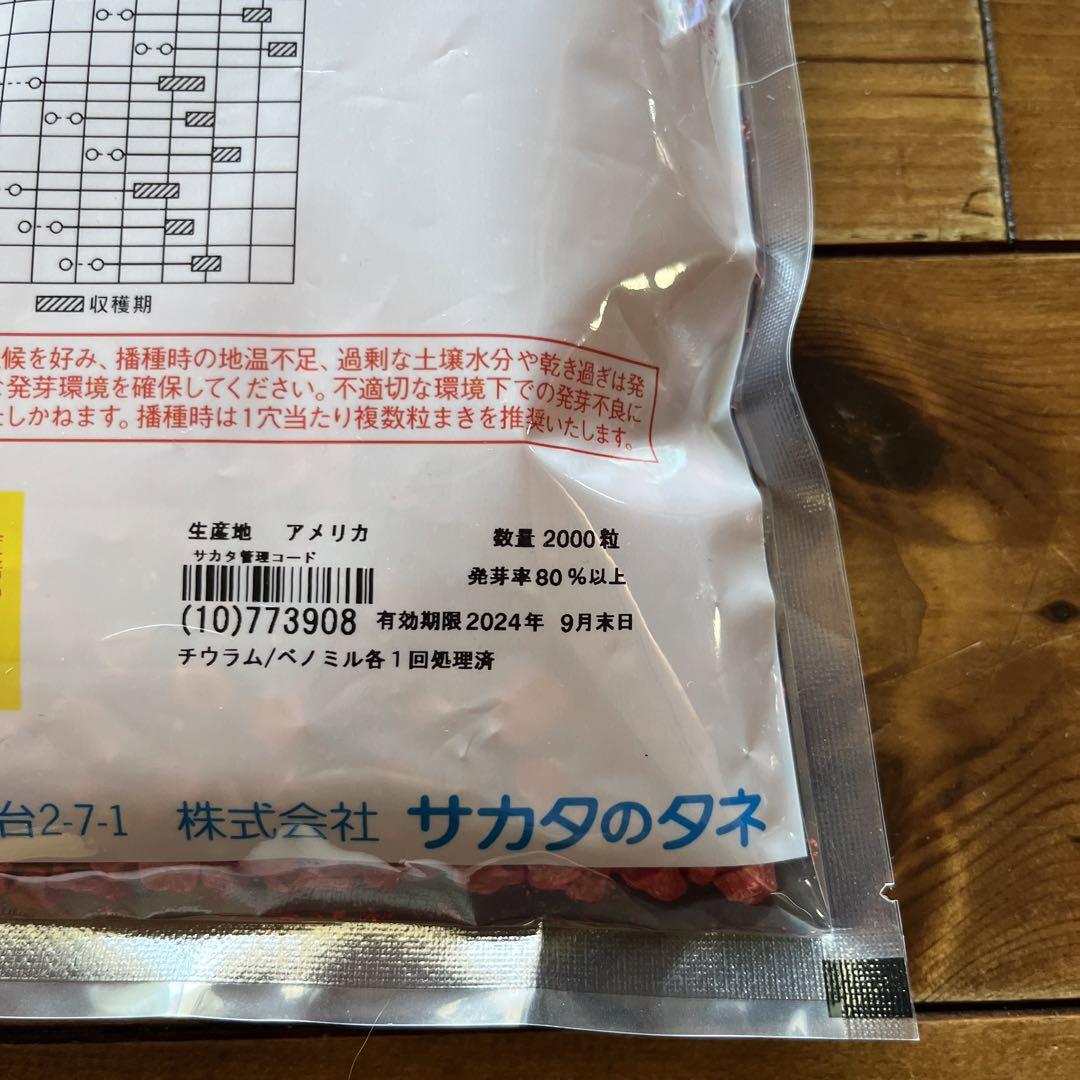 収穫期
候を好み、播種時の地温不足、過剰な土壌水分や乾き過ぎは発
な発芽環境を確保してください。不適切な環境下での発芽不良に
たしかねます。播種時は1穴当たり複数粒まきを推奨いたします。
生産地 アメリカ 数量 2000粒
サカタ管理コード
発芽率80%以上
(10)773908 有効期限2024年 9月末日
チウラム/ベノミル各1回処理済
台2-7-1 株式会社 サカタのタネ